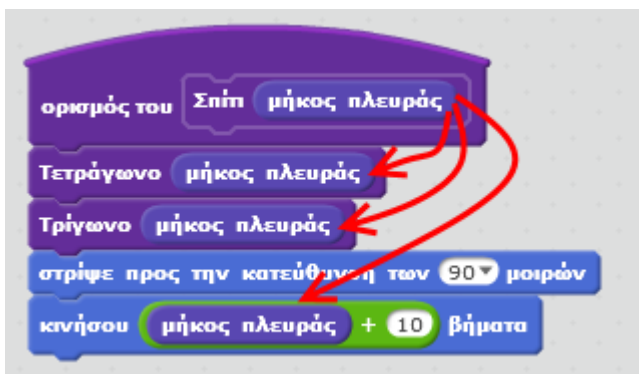 ορισμός του Σπίτι μήκος πλευράς
Τετράγωνο μήκος πλευράς
Τρίγωνο μήκος πλευράς
στρίψε προς την κατεύθυνση των 90 μοιρών
κινήσου μήκος πλευράς + 10 βήματα